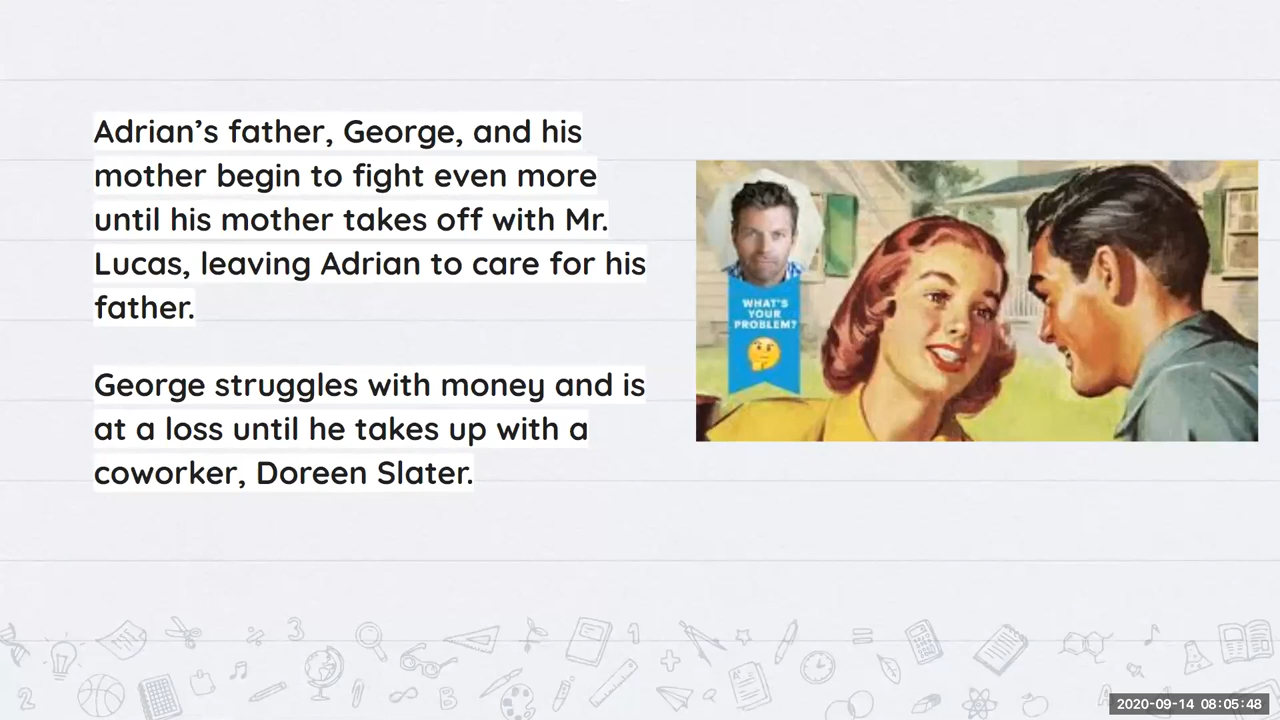 Adrian’s father, George, and his
mother begin to fight even more
until his mother takes off with Mr.
Lucas, leaving Adrian to care for his
father.
George struggles with money and is
at a loss until he takes up with a
coworker, Doreen Slater.
WHAT'S
YOUR
PROBLEM?
2020-09-14 08:05:48